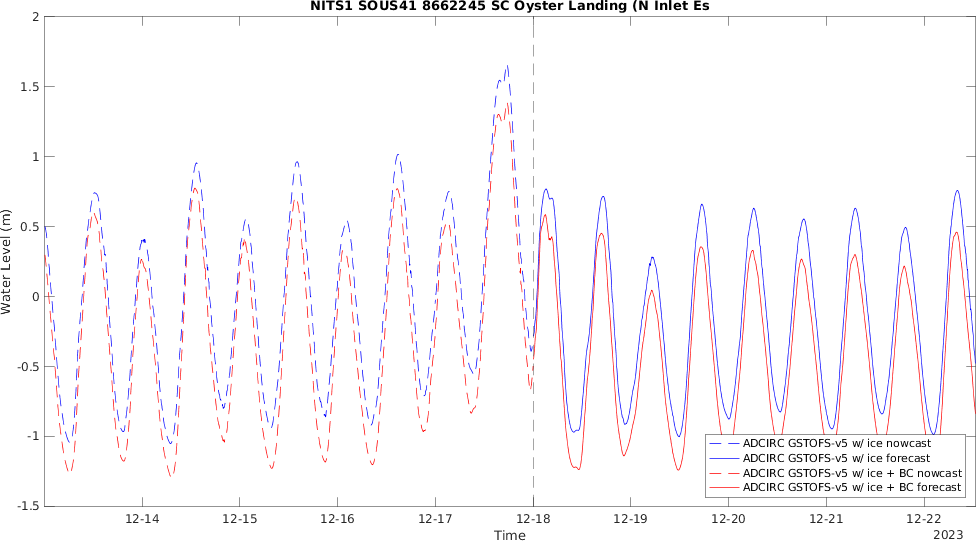 NITS1 SOUS41 8662245 SC Oyster Landing (N Inlet Es
2
1.5
1
0.5
0
-0.5
-1
-1.5
Water Level (m)
ADCIRC GSTOFS-v5 w/ ice nowcast
ADCIRC GSTOFS-v5 w/ ice forecast
ADCIRC GSTOFS-v5 w/ ice + BC nowcast
ADCIRC GSTOFS-v5 w/ ice + BC forecast
12-14 12-15 12-16 12-17 12-18 12-19 12-20 12-21 12-22
Time
2023